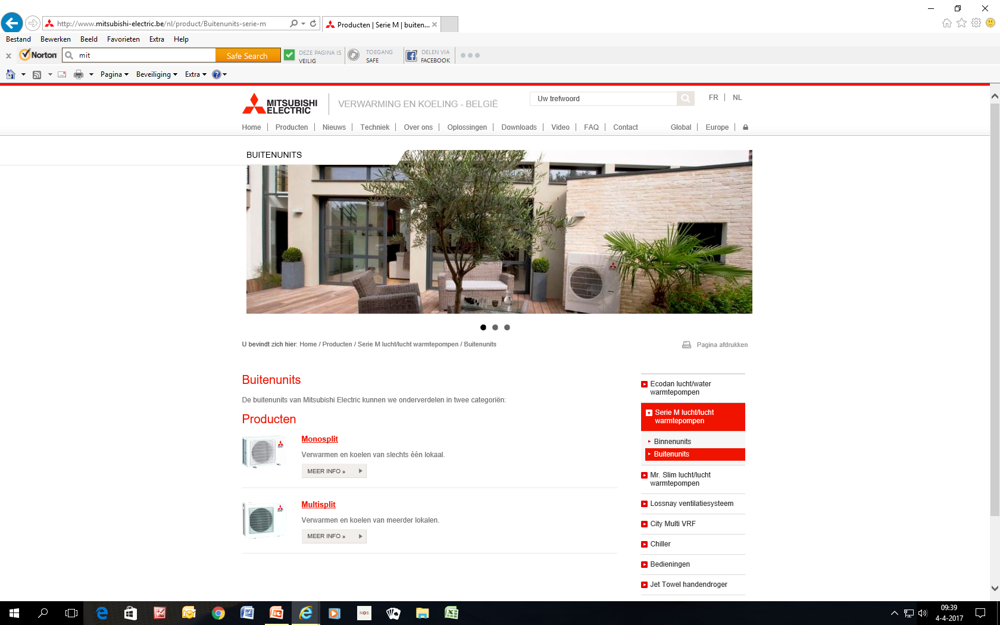 http://www.mitsubishi-electric.be/nl/product/Buitenunits-serie-m
Producten | Serie M | buiten...
Bestand Bewerken Beeld Favorieten Extra Help
x Norton mit Safe Search DEZE PAGINA IS VEILIG TOEGANG SAFE DELEN VIA FACEBOOK
Pagina Beveiliging Extra
MITSUBISHI ELECTRIC
VERWARMING EN KOELING - BELGIË
Uw trefwoord
FR | NL
Home | Producten | Nieuws | Techniek | Over ons | Oplossingen | Downloads | Video | FAQ | Contact
Global | Europe |
BUITENUNITS
U bevindt zich hier: Home / Producten / Serie M lucht/lucht warmtepompen / Buitenunits
Pagina afdrukken
Buitenunits
De buitenunits van Mitsubishi Electric kunnen we onderverdelen in twee categoriën:
Producten
Monosplit
Verwarmen en koelen van slechts één lokaal.
MEER INFO »
Multisplit
Verwarmen en koelen van meerder lokalen.
MEER INFO »
Ecodan lucht/water
warmtepompen
Serie M lucht/lucht
warmtepompen
Binnenunits
Buitenunits
Mr. Slim lucht/lucht
warmtepompen
Lossnay ventilatiesysteem
City Multi VRF
Chiller
Bedieningen
Jet Towel handendroger
NOS
09:39
4-4-2017